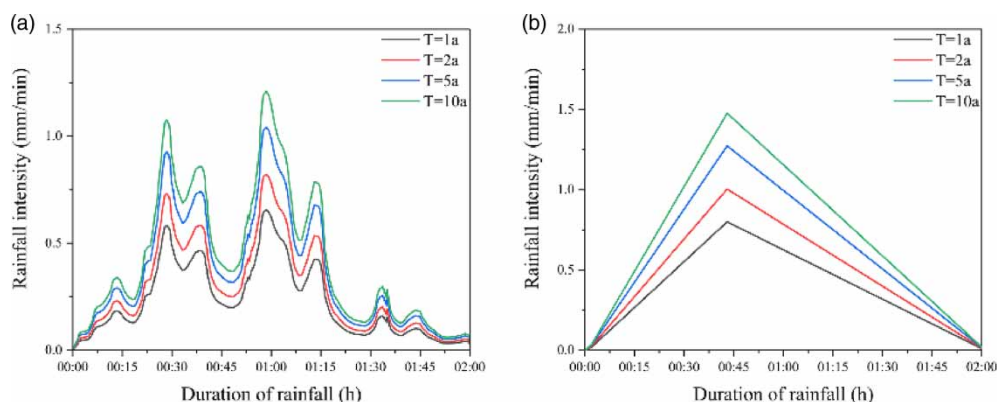 (a)
1.5
1.0
0.5
0.0
Rainfall intensity (mm/min)
T=1a
T=2a
T=5a
T=10a
00:00 00:15 00:30 00:45 01:00 01:15 01:30 01:45 02:00
Duration of rainfall (h)
(b)
2.0
1.5
1.0
0.5
0.0
Rainfall intensity (mm/min)
T=1a
T=2a
T=5a
T=10a
00:00 00:15 00:30 00:45 01:00 01:15 01:30 01:45 02:00
Duration of rainfall (h)